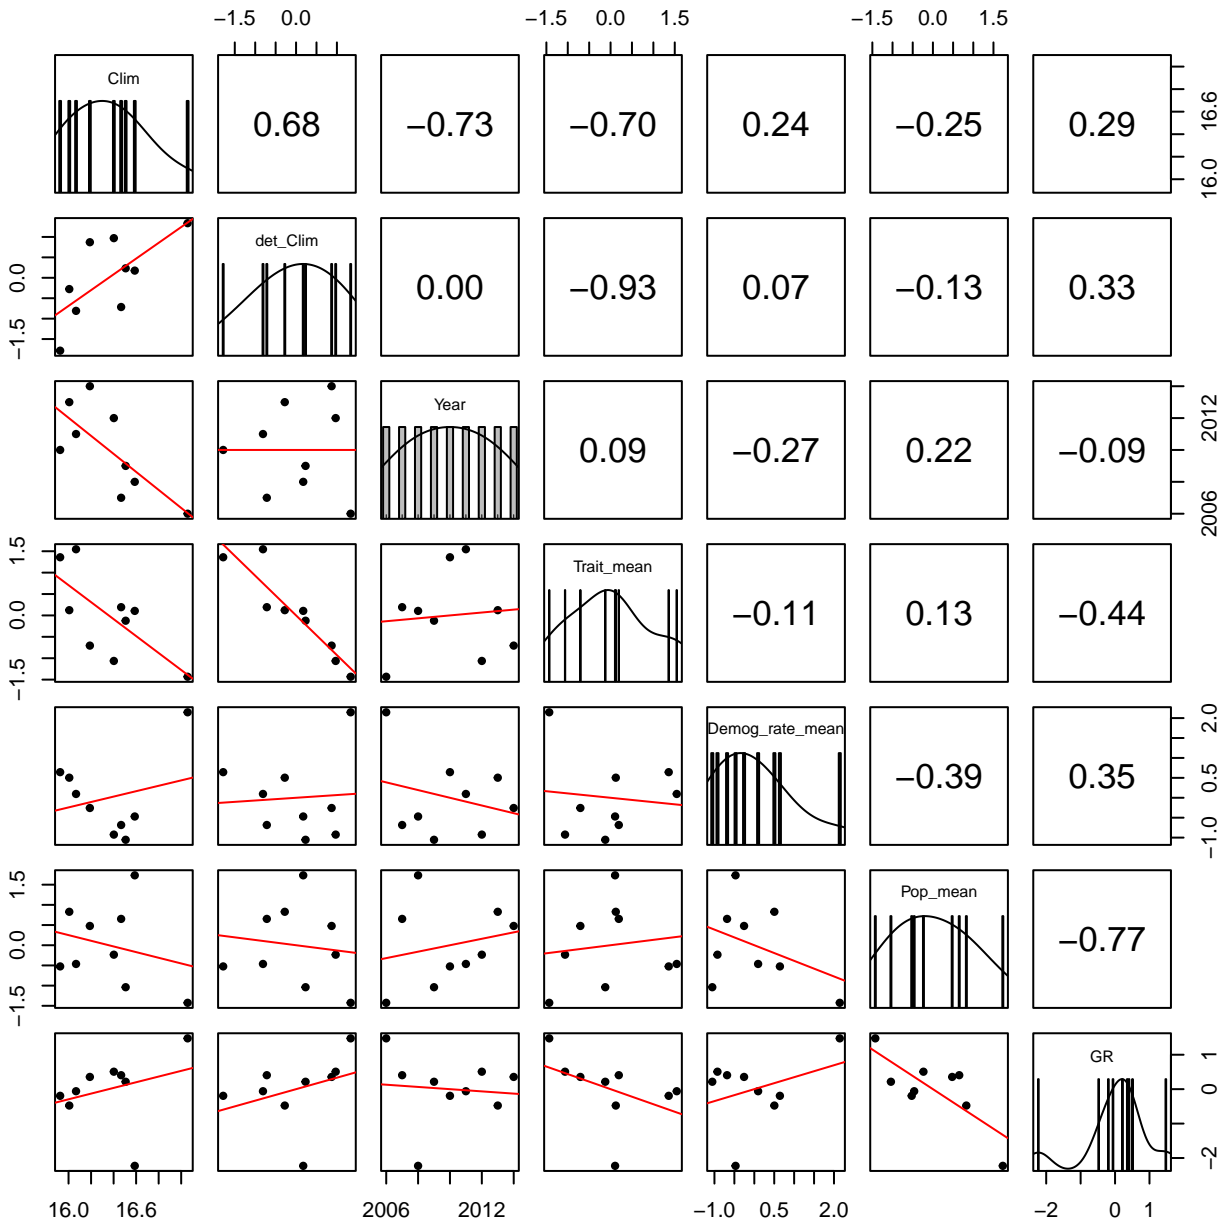 −1.5 0.0 −1.5 0.0 1.5 −1.5 0.0 1.5
Clim 0.68 −0.73 −0.70 0.24 −0.25 0.29 16.0 16.6
det_Clim 0.00 −0.93 0.07 −0.13 0.33
−1.5 0.0
Year 0.09 −0.27 0.22 −0.09 2006 2012
Trait_mean −0.11 0.13 −0.44
−1.5 0.0 1.5
Demog_rate_mean −0.39 0.35 −1.0 0.5 2.0
Pop_mean −0.77
−1.5 0.0 1.5
GR −2 0 1
16.0 16.6 2006 2012 −1.0 0.5 2.0 −2 0 1